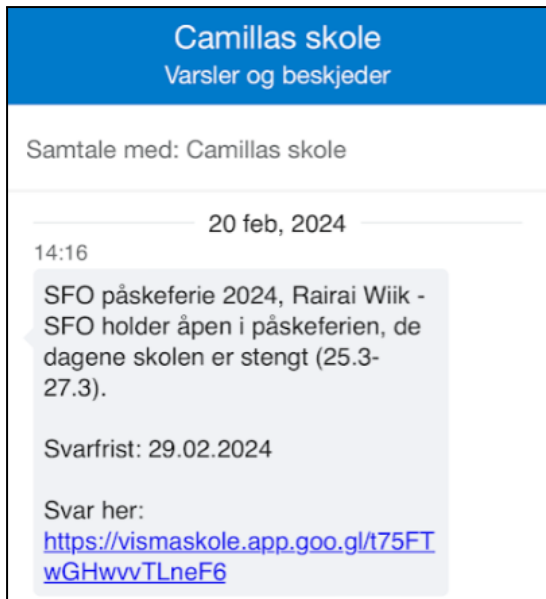 Camillas skole
Varsler og beskjeder
Samtale med: Camillas skole
20 feb, 2024
14:16
SFO påskeferie 2024, Rairai Wiik -
SFO holder åpen i påskeferien, de
dagene skolen er stengt (25.3-
27.3).
Svarfrist: 29.02.2024
Svar her:
https://vismaskole.app.goo.gl/t75FT
wGHwvvTLneF6